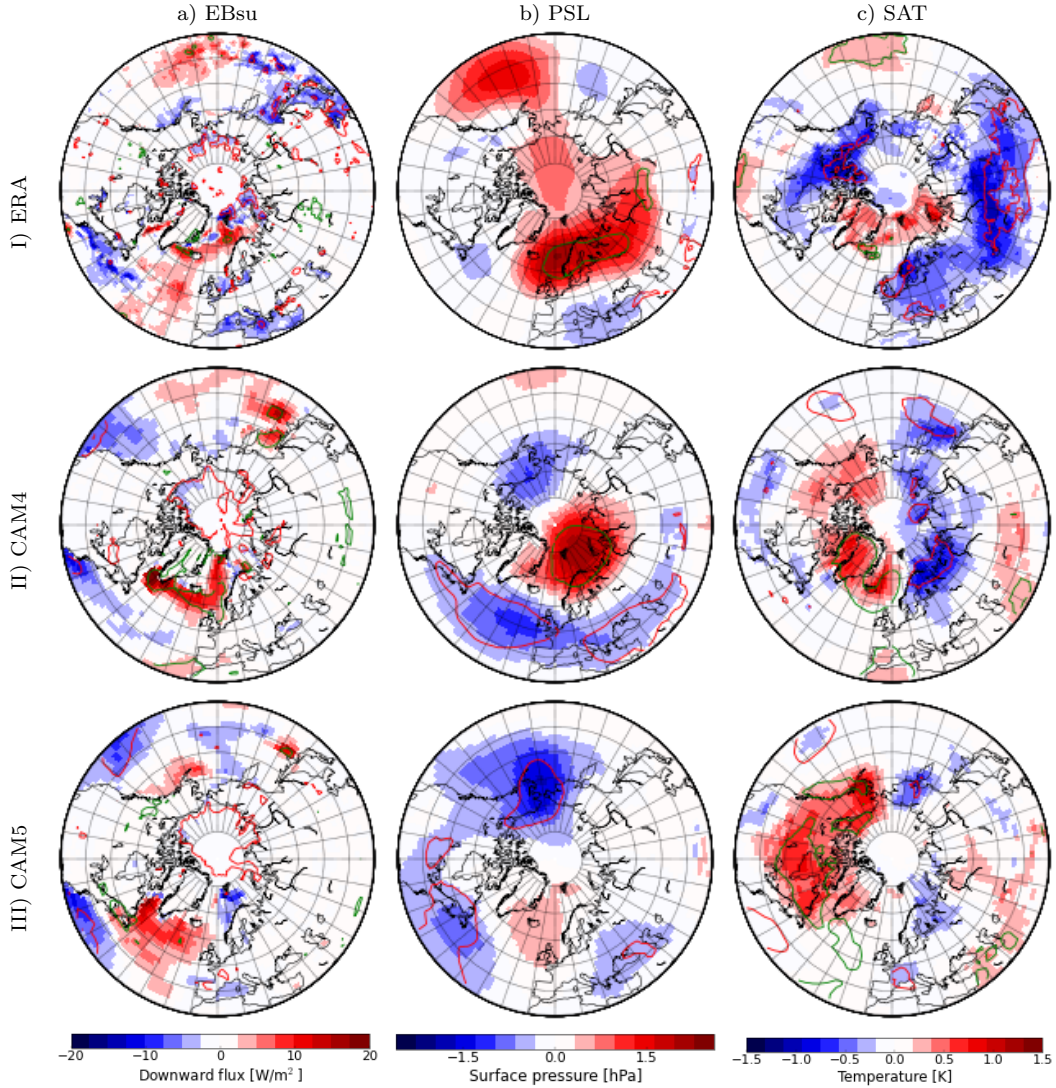 a) EBsu b) PSL c) SAT
I) ERA
II) CAM4
III) CAM5
−20 −10 0 10 20
Downward flux [W/m² ]
−1.5 0.0 1.5
Surface pressure [hPa]
−1.5 −1.0 −0.5 0.0 0.5 1.0 1.5
Temperature [K]